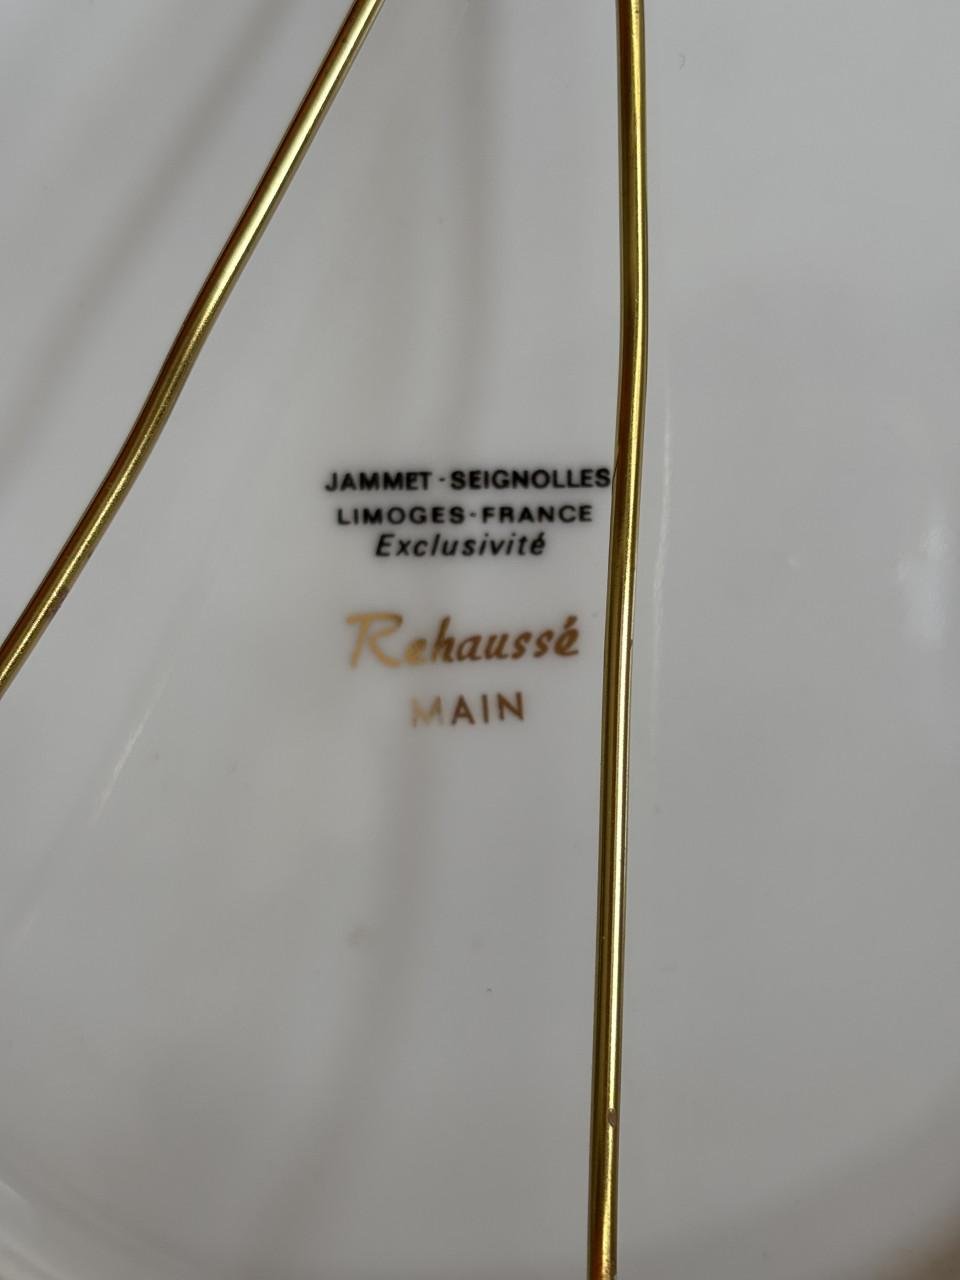 JAMMET-SEIGNOLLES
LIMOGES-FRANCE
Exclusivité
Rehaussé
MAIN